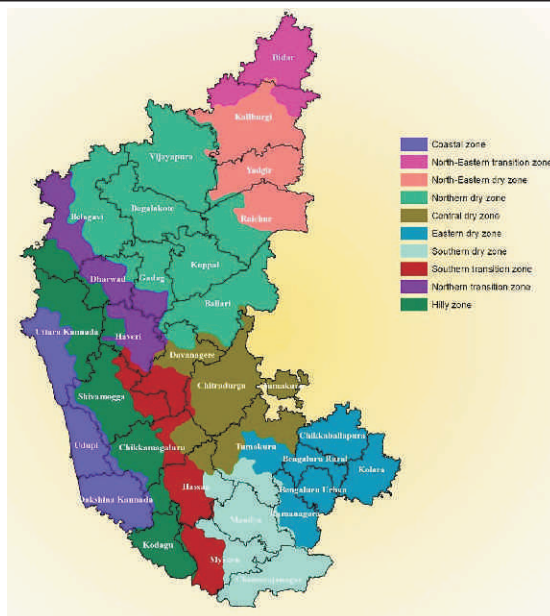 Bidar
Kalburgi
Vijyapura
Yadgir
Bagalakote
Belagavi
Raichur
Koppal
Gadag
Dharwad
Ballari
Haveri
Uttara Kannada
Davanagere
Chitradurga
Shivamogga
Chikkaballapura
Tumakuru
Chikkamagaluru
Udupi
Bengaluru Rural
Kolara
Hassan
Bengaluru Urban
Dakshina Kannada
Ramanagara
Mandya
Kodagu
Mysuru
Chamarajanagar
Coastal zone
North-Eastern transition zone
North-Eastern dry zone
Northern dry zone
Central dry zone
Eastern dry zone
Southern dry zone
Southern transition zone
Northern transition zone
Hilly zone